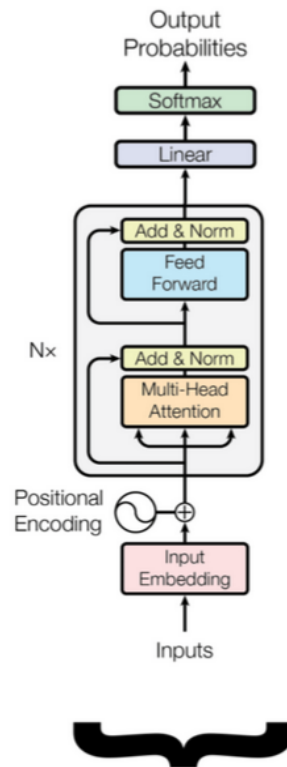 Output
Probabilities
Softmax
Linear
Add & Norm
Feed
Forward
N×
Add & Norm
Multi-Head
Attention
Positional
Encoding
Input
Embedding
Inputs